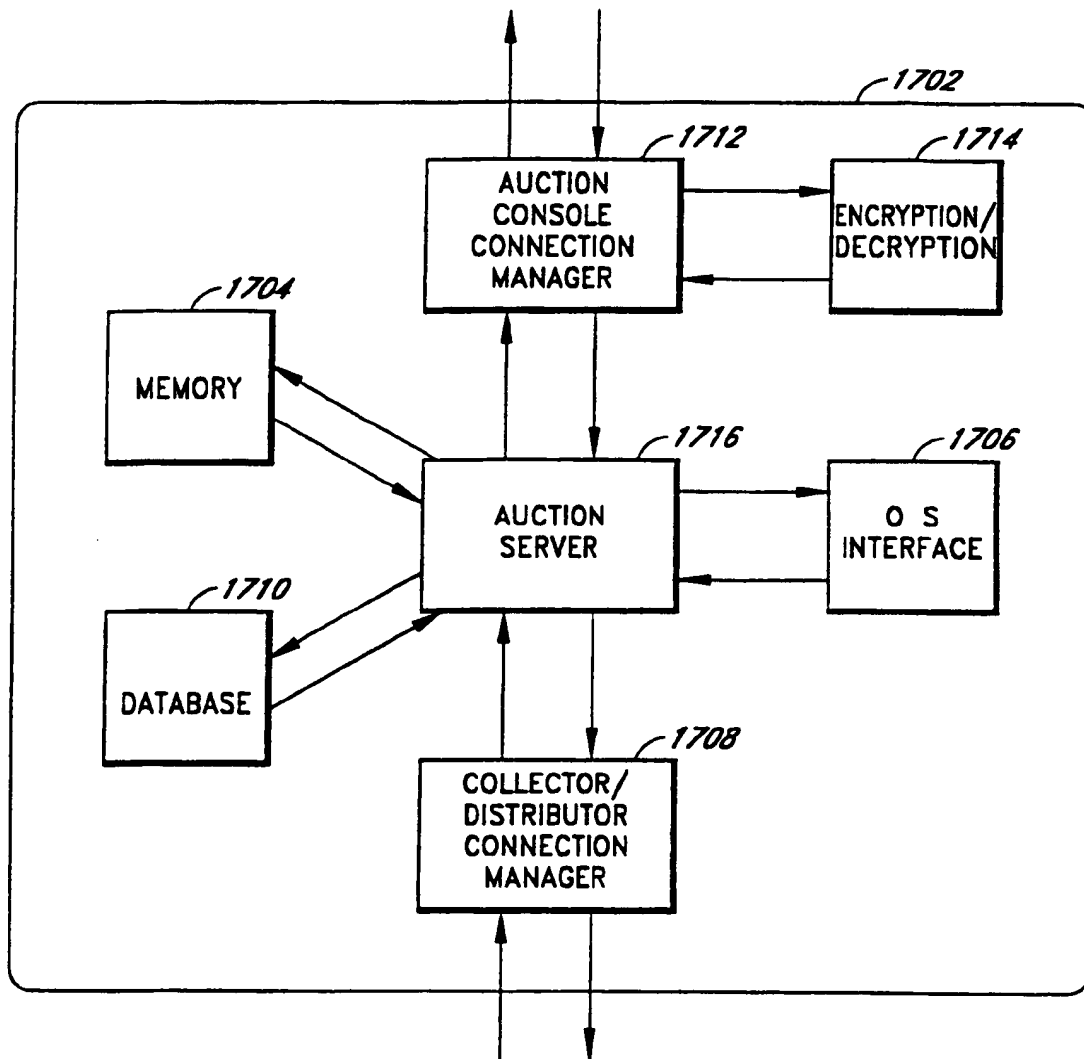 1702
1712
AUCTION
CONSOLE
CONNECTION
MANAGER
1714
ENCRYPTION/
DECRYPTION
1704
MEMORY
1716
AUCTION
SERVER
1706
O S
INTERFACE
1710
DATABASE
1708
COLLECTOR/
DISTRIBUTOR
CONNECTION
MANAGER